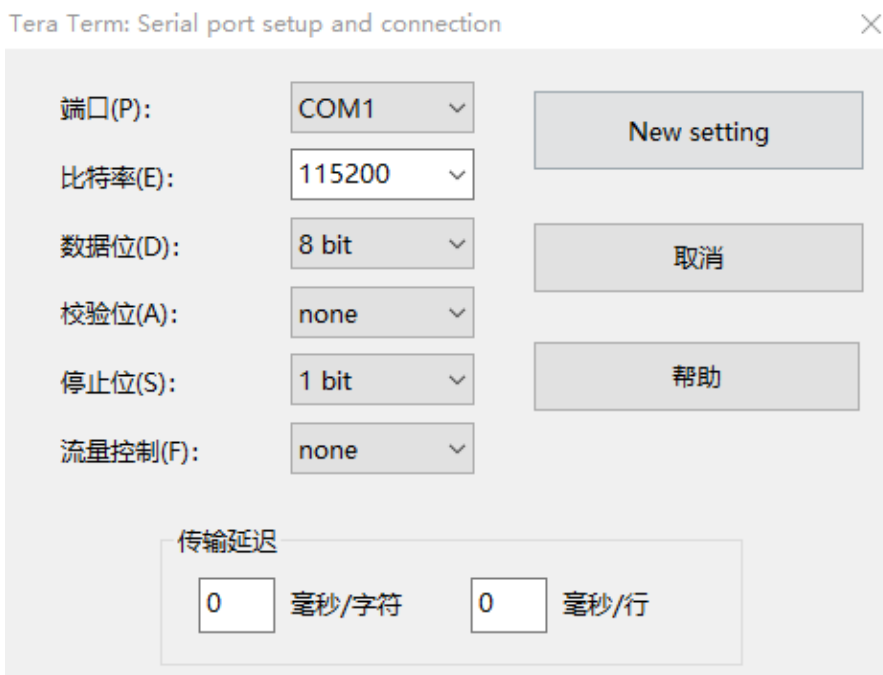 Tera Term: Serial port setup and connection
端口(P): COM1
New setting
比特率(E): 115200
数据位(D): 8 bit
取消
校验位(A): none
停止位(S): 1 bit
帮助
流量控制(F): none
传输延迟
0 毫秒/字符 0 毫秒/行